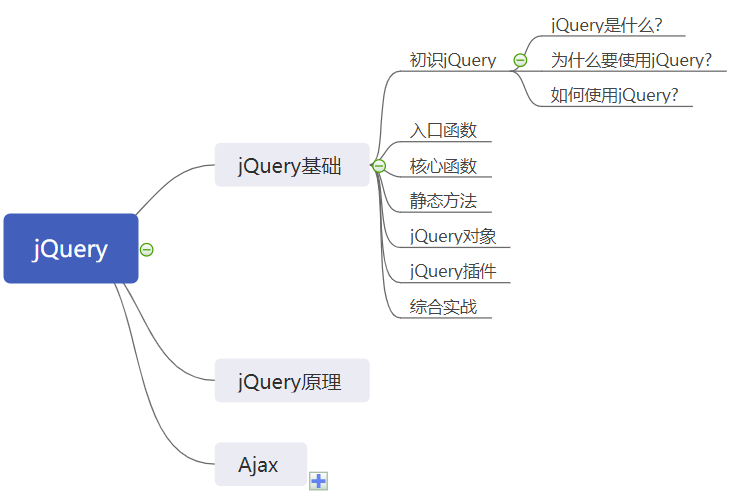 jQuery
jQuery基础
初识jQuery
jQuery是什么?
为什么要使用jQuery?
如何使用jQuery?
入口函数
核心函数
静态方法
jQuery对象
jQuery插件
综合实战
jQuery原理
Ajax